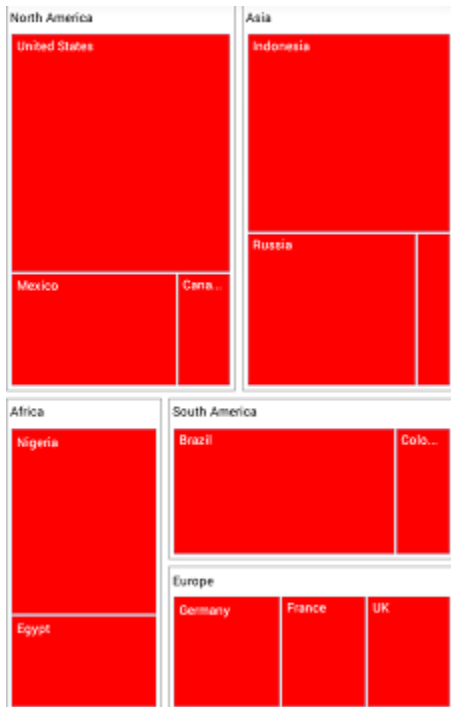 North America
United States
Mexico
Cana...
Asia
Indonesia
Russia
Africa
Nigeria
Egypt
South America
Brazil
Colo...
Europe
Germany
France
UK